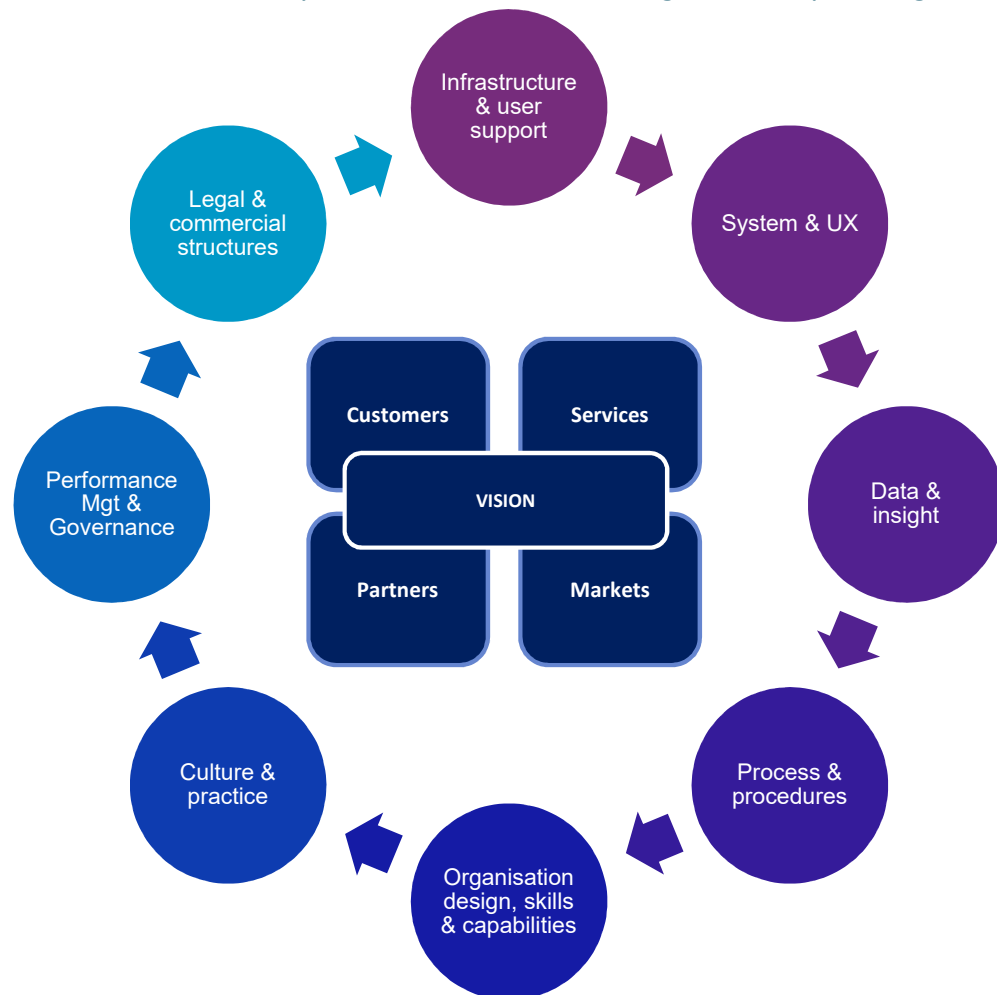 Infrastructure
& user
support
System & UX
Data &
insight
Process &
procedures
Organisation
design, skills
& capabilities
Culture &
practice
Performance
Mgt &
Governance
Legal &
commercial
structures
Customers
Services
VISION
Partners
Markets